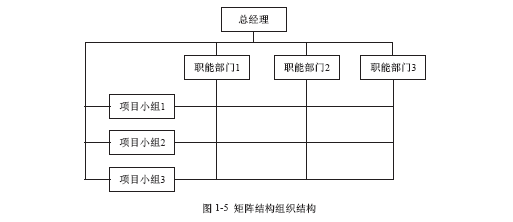 总经理
职能部门1 职能部门2 职能部门3
项目小组1
项目小组2
项目小组3
图 1-5 矩阵结构组织结构